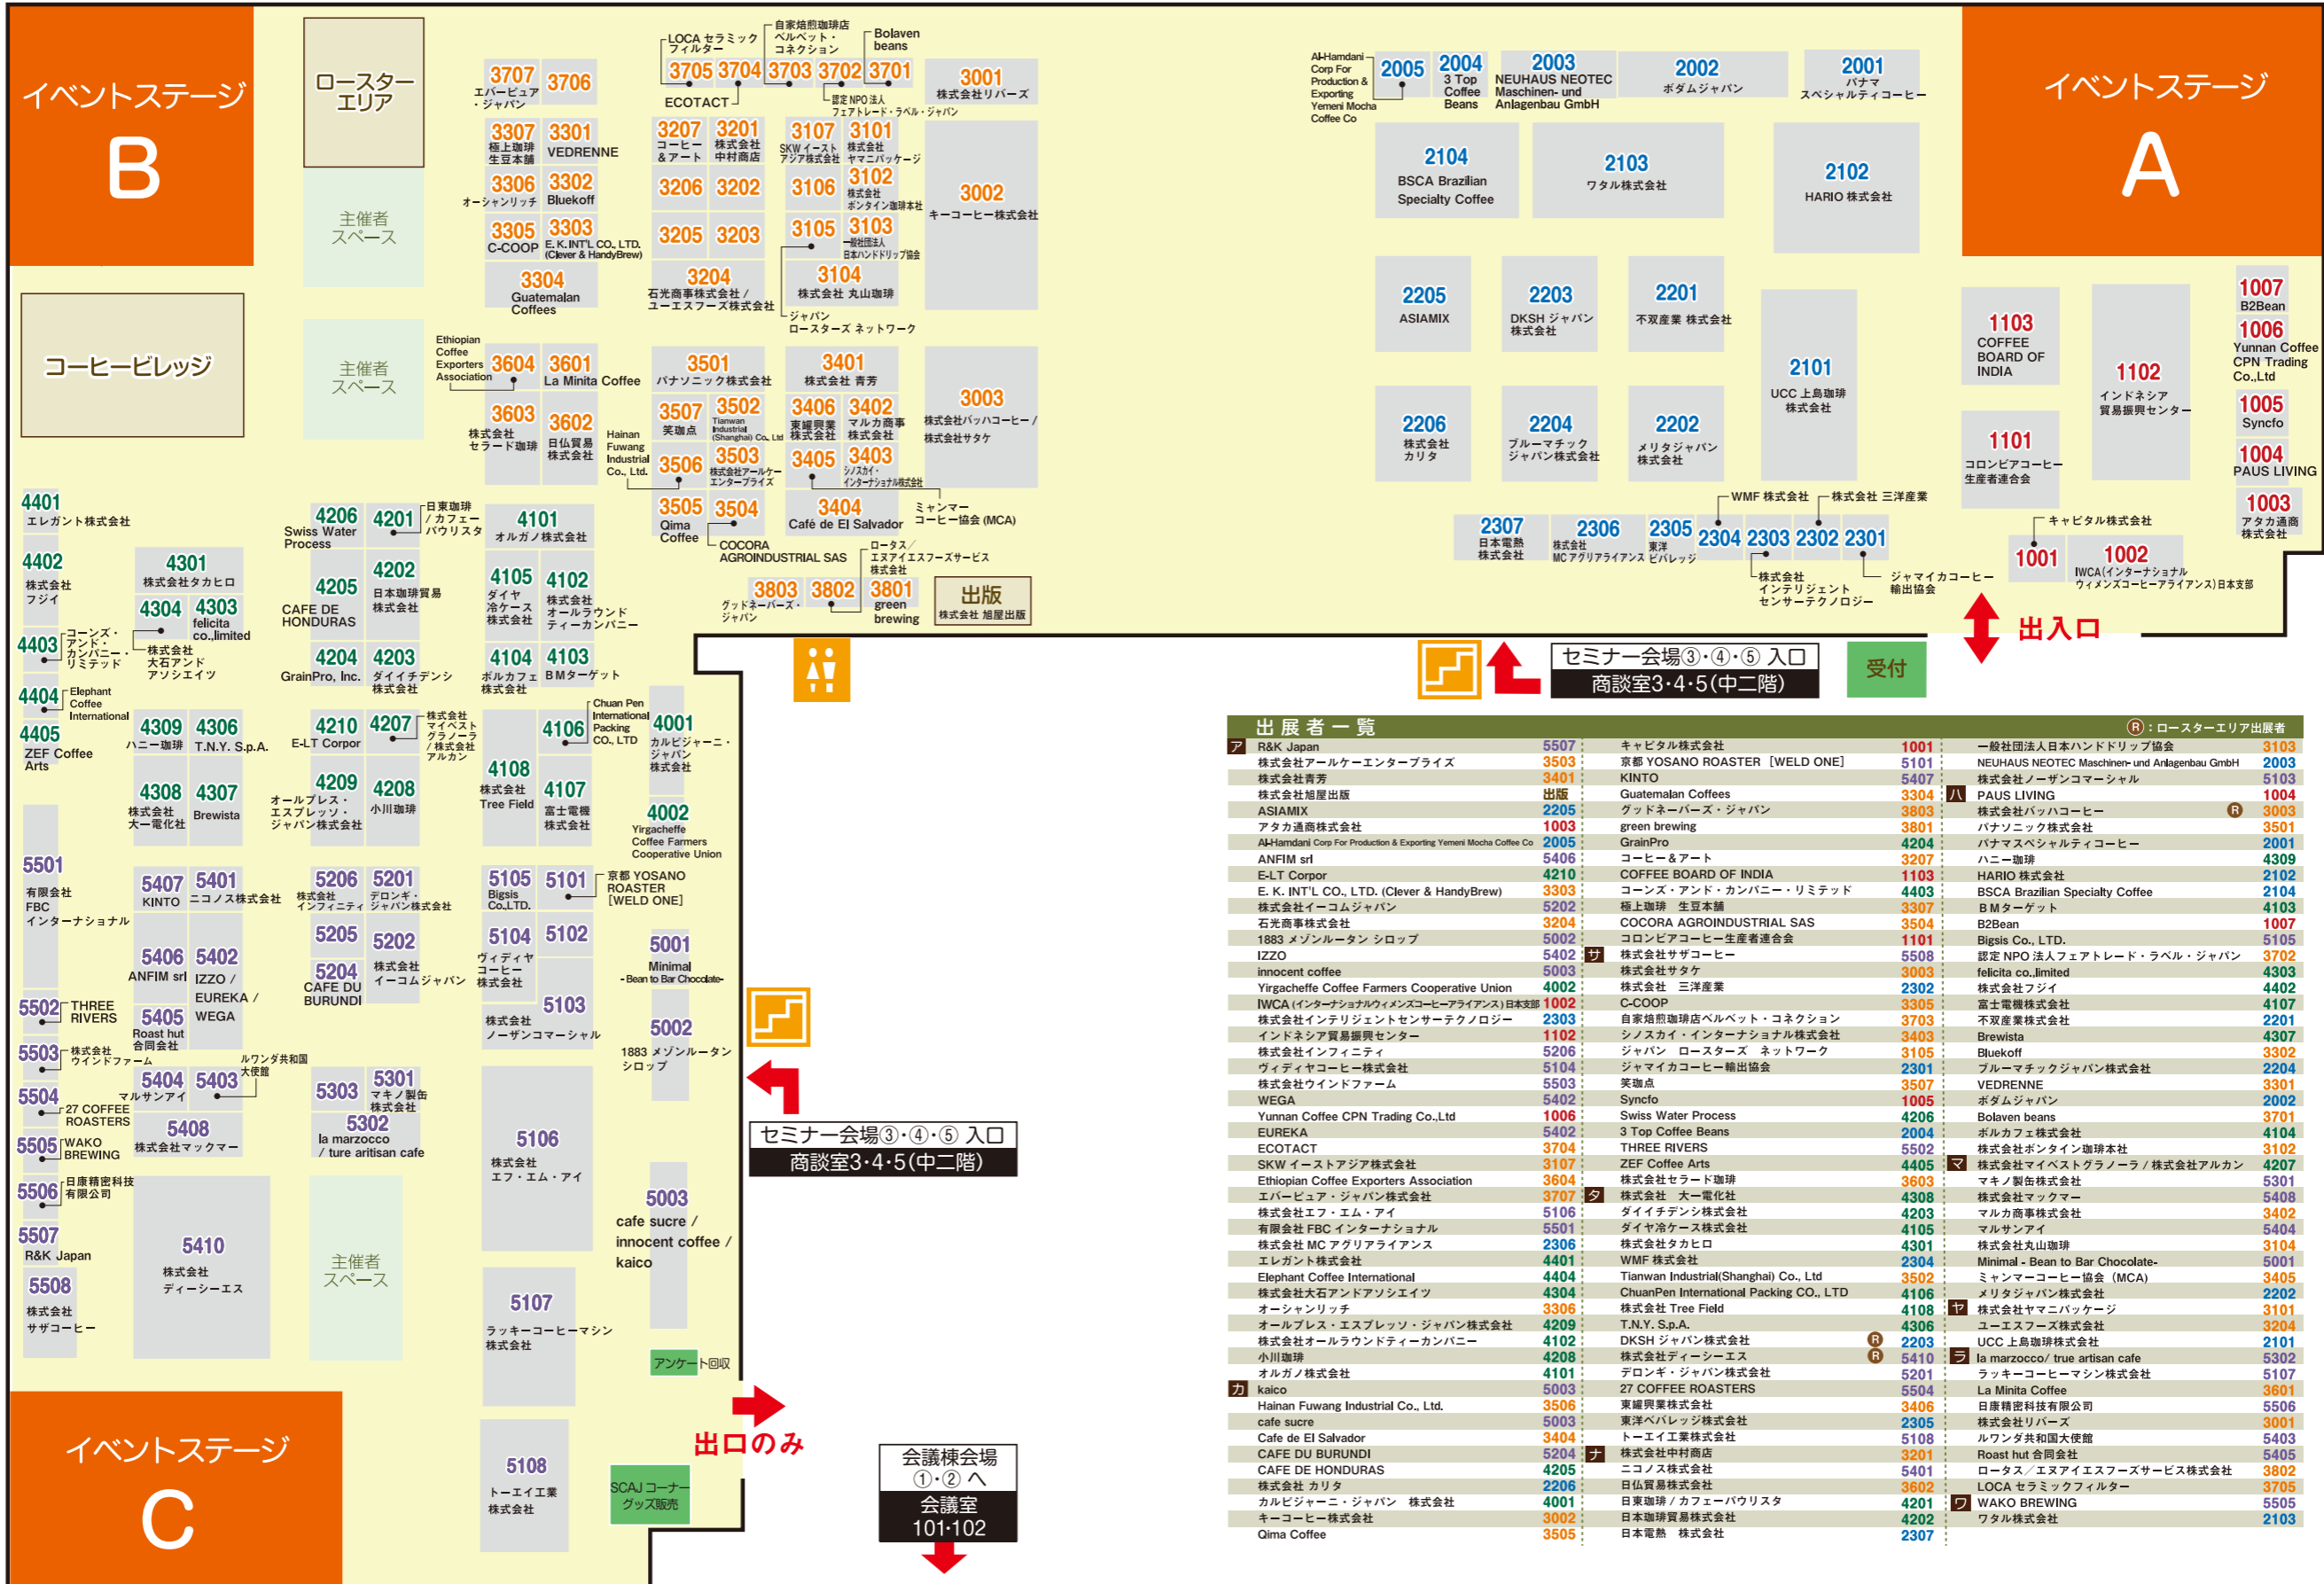 イベントステージ
B
ロースター
エリア
主催者
スペース
主催者
スペース
コーヒービレッジ
3707
エバーピュア
・ジャパン
3706
3307
極上珈琲
生豆本舗
3301
VEDRENNE
3306
オーシャンリッチ
3302
Bluekoff
3305
C-COOP
3303
E. K. INT'L CO., LTD.
(Clever & HandyBrew)
3304
Guatemalan
Coffees
LOCA セラミック
フィルター
自家焙煎珈琲店
ベルベット・
コネクション
Bolaven
beans
3705
3704
3703
3702
3701
ECOTACT
認定 NPO 法人
フェアトレード・ラベル・ジャパン
3001
株式会社リバーズ
3207
コーヒー
&アート
3201
株式会社
中村商店
3107
SKW イースト
アジア株式会社
3101
株式会社
ヤマニパッケージ
3206
3202
3106
3102
株式会社
ボンタイン珈琲本社
3002
キーコーヒー株式会社
3205
3203
3105
3103
一般社団法人
日本ハンドドリップ協会
3204
石光商事株式会社 /
ユーエスフーズ株式会社
3104
株式会社 丸山珈琲
ジャパン
ロースターズ ネットワーク
Ethiopian
Coffee
Exporters
Association
3604
3601
La Minita Coffee
3603
株式会社
セラード珈琲
3602
日仏貿易
株式会社
3501
パナソニック株式会社
3401
株式会社 青芳
3507
笑珈点
3502
Tianwan
Industrial
(Shanghai) Co., Ltd
3406
東罐興業
株式会社
3402
マルカ商事
株式会社
3003
株式会社バッハコーヒー /
株式会社サタケ
Hainan
Fuwang
Industrial
Co., Ltd.
3506
3503
株式会社アールケー
エンタープライズ
3405
3403
シノスカイ・
インターナショナル株式会社
3505
Qima
Coffee
3504
3404
Café de El Salvador
ミャンマー
コーヒー協会 (MCA)
COCORA
AGROINDUSTRIAL SAS
ロータス／
エヌアイエスフーズサービス
株式会社
3803
グッドネーバーズ・
ジャパン
3802
3801
green
brewing
出版
株式会社 旭屋出版
Al-Hamdani
Corp For
Production &
Exporting
Yemeni Mocha
Coffee Co
2005
2004
3 Top
Coffee
Beans
2003
NEUHAUS NEOTEC
Maschinen- und
Anlagenbau GmbH
2002
ボダムジャパン
2001
パナマ
スペシャルティコーヒー
イベントステージ
A
2104
BSCA Brazilian
Specialty Coffee
2103
ワタル株式会社
2102
HARIO 株式会社
2205
ASIAMIX
2203
DKSH ジャパン
株式会社
2201
不双産業 株式会社
2101
UCC 上島珈琲
株式会社
2206
株式会社
カリタ
2204
ブルーマチック
ジャパン株式会社
2202
メリタジャパン
株式会社
1103
COFFEE
BOARD OF
INDIA
1102
インドネシア
貿易振興センター
1101
コロンビアコーヒー
生産者連合会
1007
B2Bean
1006
Yunnan Coffee
CPN Trading
Co.,Ltd
1005
Syncfo
1004
PAUS LIVING
1003
アタカ通商
株式会社
キャピタル株式会社
1001
1002
IWCA(インターナショナル
ウィメンズコーヒーアライアンス)日本支部
WMF 株式会社
株式会社 三洋産業
2307
日本電熱
株式会社
2306
株式会社
MC アグリアライアンス
2305
東洋
ビバレッジ
2304
2303
2302
2301
株式会社
インテリジェント
センサーテクノロジー
ジャマイカコーヒー
輸出協会
出入口
受付
セミナー会場③・④・⑤ 入口
商談室3・4・5(中二階)
4401
エレガント株式会社
4402
株式会社
フジイ
4403
コーンズ・
アンド・
カンパニー・
リミテッド
4404
Elephant
Coffee
International
4405
ZEF Coffee
Arts
4301
株式会社タカヒロ
4304
4303
felicita
co.,limited
株式会社
大石アンド
アソシエイツ
4309
ハニー珈琲
4306
T.N.Y. S.p.A.
4308
株式会社
大一電化社
4307
Brewista
4206
Swiss Water
Process
4201
日東珈琲
/ カフェー
パウリスタ
4205
CAFE DE
HONDURAS
4202
日本珈琲貿易
株式会社
4204
GrainPro, Inc.
4203
ダイイチデンシ
株式会社
4210
E-LT Corpor
4207
株式会社
マイベスト
グラノーラ
/ 株式会社
アルカン
4209
オールプレス・
エスプレッソ・
ジャパン株式会社
4208
小川珈琲
4101
オルガノ株式会社
4105
ダイヤ
冷ケース
株式会社
4102
株式会社
オールラウンド
ティーカンパニー
4104
ボルカフェ
株式会社
4103
BMターゲット
4108
株式会社
Tree Field
4106
Chuan Pen
International
Packing
CO., LTD
4107
富士電機
株式会社
4001
カルピジャーニ・
ジャパン
株式会社
4002
Yirgacheffe
Coffee Farmers
Cooperative Union
5501
有限会社
FBC
インターナショナル
5502
THREE
RIVERS
5503
株式会社
ウインドファーム
5504
27 COFFEE
ROASTERS
5505
WAKO
BREWING
5506
日康精密科技
有限公司
5507
R&K Japan
5508
株式会社
サザコーヒー
5407
KINTO
5401
ニコノス株式会社
5406
ANFIM srl
5402
IZZO /
EUREKA /
WEGA
5405
Roast hut
合同会社
5404
マルサンアイ
5403
ルワンダ共和国
大使館
5408
株式会社マックマー
5410
株式会社
ディーシーエス
5206
株式会社
インフィニティ
5201
デロンギ・
ジャパン株式会社
5205
5202
株式会社
イーコムジャパン
5204
CAFE DU
BURUNDI
5303
5301
マキノ製缶
株式会社
5302
la marzocco
/ ture aritisan cafe
主催者
スペース
5105
Bigsis
Co.,LTD.
5101
京都 YOSANO
ROASTER
[WELD ONE]
5104
ヴィディヤ
コーヒー
株式会社
5102
5103
株式会社
ノーザンコマーシャル
5001
Minimal
- Bean to Bar Chocolate-
5002
1883 メゾンルータン
シロップ
5106
株式会社
エフ・エム・アイ
5003
cafe sucre /
innocent coffee /
kaico
5107
ラッキーコーヒーマシン
株式会社
5108
トーエイ工業
株式会社
セミナー会場③・④・⑤ 入口
商談室3・4・5(中二階)
アンケート回収
出口のみ
SCAJ コーナー
グッズ販売
会議棟会場
①・② へ
会議室
101・102
イベントステージ
C
出展者一覧
Ⓡ：ロースターエリア出展者
ア R&K Japan 5507
株式会社アールケーエンタープライズ 3503
株式会社青芳 3401
株式会社旭屋出版 出版
ASIAMIX 2205
アタカ通商株式会社 1003
Al-Hamdani Corp For Production & Exporting Yemeni Mocha Coffee Co 2005
ANFIM srl 5406
E-LT Corpor 4210
E. K. INT'L CO., LTD. (Clever & HandyBrew) 3303
株式会社イーコムジャパン 5202
石光商事株式会社 3204
1883 メゾンルータン シロップ 5002
IZZO 5402
innocent coffee 5003
Yirgacheffe Coffee Farmers Cooperative Union 4002
IWCA (インターナショナルウィメンズコーヒーアライアンス) 日本支部 1002
株式会社インテリジェントセンサーテクノロジー 2303
インドネシア貿易振興センター 1102
株式会社インフィニティ 5206
ヴィディヤコーヒー株式会社 5104
株式会社ウインドファーム 5503
WEGA 5402
Yunnan Coffee CPN Trading Co.,Ltd 1006
EUREKA 5402
ECOTACT 3704
SKW イーストアジア株式会社 3107
Ethiopian Coffee Exporters Association 3604
エバーピュア・ジャパン株式会社 3707
株式会社エフ・エム・アイ 5106
有限会社 FBC インターナショナル 5501
株式会社 MC アグリアライアンス 2306
エレガント株式会社 4401
Elephant Coffee International 4404
株式会社大石アンドアソシエイツ 4304
オーシャンリッチ 3306
オールプレス・エスプレッソ・ジャパン株式会社 4209
株式会社オールラウンドティーカンパニー 4102
小川珈琲 4208
オルガノ株式会社 4101
カ kaico 5003
Hainan Fuwang Industrial Co., Ltd. 3506
cafe sucre 5003
Cafe de El Salvador 3404
CAFE DU BURUNDI 5204
CAFE DE HONDURAS 4205
株式会社 カリタ 2206
カルピジャーニ・ジャパン 株式会社 4001
キーコーヒー株式会社 3002
Qima Coffee 3505
キャピタル株式会社 1001
京都 YOSANO ROASTER [WELD ONE] 5101
KINTO 5407
Guatemalan Coffees 3304
グッドネーバーズ・ジャパン 3803
green brewing 3801
GrainPro 4204
コーヒー＆アート 3207
COFFEE BOARD OF INDIA 1103
コーンズ・アンド・カンパニー・リミテッド 4403
極上珈琲 生豆本舗 3307
COCORA AGROINDUSTRIAL SAS 3504
コロンビアコーヒー生産者連合会 1101
サ 株式会社サザコーヒー 5508
株式会社サタケ 3003
株式会社 三洋産業 2302
C-COOP 3305
自家焙煎珈琲店ベルベット・コネクション 3703
シノスカイ・インターナショナル株式会社 3403
ジャパン ロースターズ ネットワーク 3105
ジャマイカコーヒー輸出協会 2301
笑珈点 3507
Syncfo 1005
Swiss Water Process 4206
3 Top Coffee Beans 2004
THREE RIVERS 5502
ZEF Coffee Arts 4405
株式会社セラード珈琲 3603
タ 株式会社 大一電化社 4308
ダイイチデンシ株式会社 4203
ダイヤ冷ケース株式会社 4105
株式会社タカヒロ 4301
WMF 株式会社 2304
Tianwan Industrial(Shanghai) Co., Ltd 3502
ChuanPen International Packing CO., LTD 4106
株式会社 Tree Field 4108
T.N.Y. S.p.A. 4306
DKSH ジャパン株式会社 Ⓡ 2203
株式会社ディーシーエス Ⓡ 5410
デロンギ・ジャパン株式会社 5201
27 COFFEE ROASTERS 5504
東罐興業株式会社 3406
東洋ベバレッジ株式会社 2305
トーエイ工業株式会社 5108
ナ 株式会社中村商店 3201
ニコノス株式会社 5401
日仏貿易株式会社 3602
日東珈琲 / カフェーパウリスタ 4201
日本珈琲貿易株式会社 4202
日本電熱 株式会社 2307
一般社団法人日本ハンドドリップ協会 3103
NEUHAUS NEOTEC Maschinen- und Anlagenbau GmbH 2003
株式会社ノーザンコマーシャル 5103
ハ PAUS LIVING 1004
株式会社バッハコーヒー Ⓡ 3003
パナソニック株式会社 3501
パナマスペシャルティコーヒー 2001
ハニー珈琲 4309
HARIO 株式会社 2102
BSCA Brazilian Specialty Coffee 2104
BMターゲット 4103
B2Bean 1007
Bigsis Co., LTD. 5105
認定 NPO 法人フェアトレード・ラベル・ジャパン 3702
felicita co.,limited 4303
株式会社フジイ 4402
富士電機株式会社 4107
不双産業株式会社 2201
Brewista 4307
Bluekoff 3302
ブルーマチックジャパン株式会社 2204
VEDRENNE 3301
ボダムジャパン 2002
Bolaven beans 3701
ボルカフェ株式会社 4104
株式会社ボンタイン珈琲本社 3102
マ 株式会社マイベストグラノーラ / 株式会社アルカン 4207
マキノ製缶株式会社 5301
株式会社マックマー 5408
マルカ商事株式会社 3402
マルサンアイ 5404
株式会社丸山珈琲 3104
Minimal - Bean to Bar Chocolate- 5001
ミャンマーコーヒー協会 (MCA) 3405
メリタジャパン株式会社 2202
ヤ 株式会社ヤマニパッケージ 3101
ユーエスフーズ株式会社 3204
UCC 上島珈琲株式会社 2101
ラ la marzocco/ true artisan cafe 5302
ラッキーコーヒーマシン株式会社 5107
La Minita Coffee 3601
日康精密科技有限公司 5506
株式会社リバーズ 3001
ルワンダ共和国大使館 5403
Roast hut 合同会社 5405
ロータス／エヌアイエスフーズサービス株式会社 3802
LOCA セラミックフィルター 3705
ワ WAKO BREWING 5505
ワタル株式会社 2103